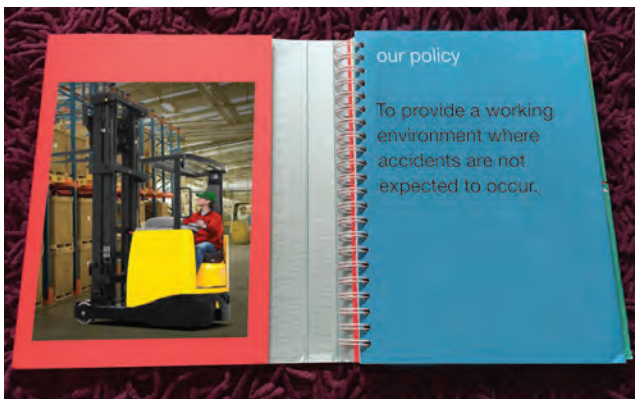 our policy
To provide a working
environment where
accidents are not
expected to occur.